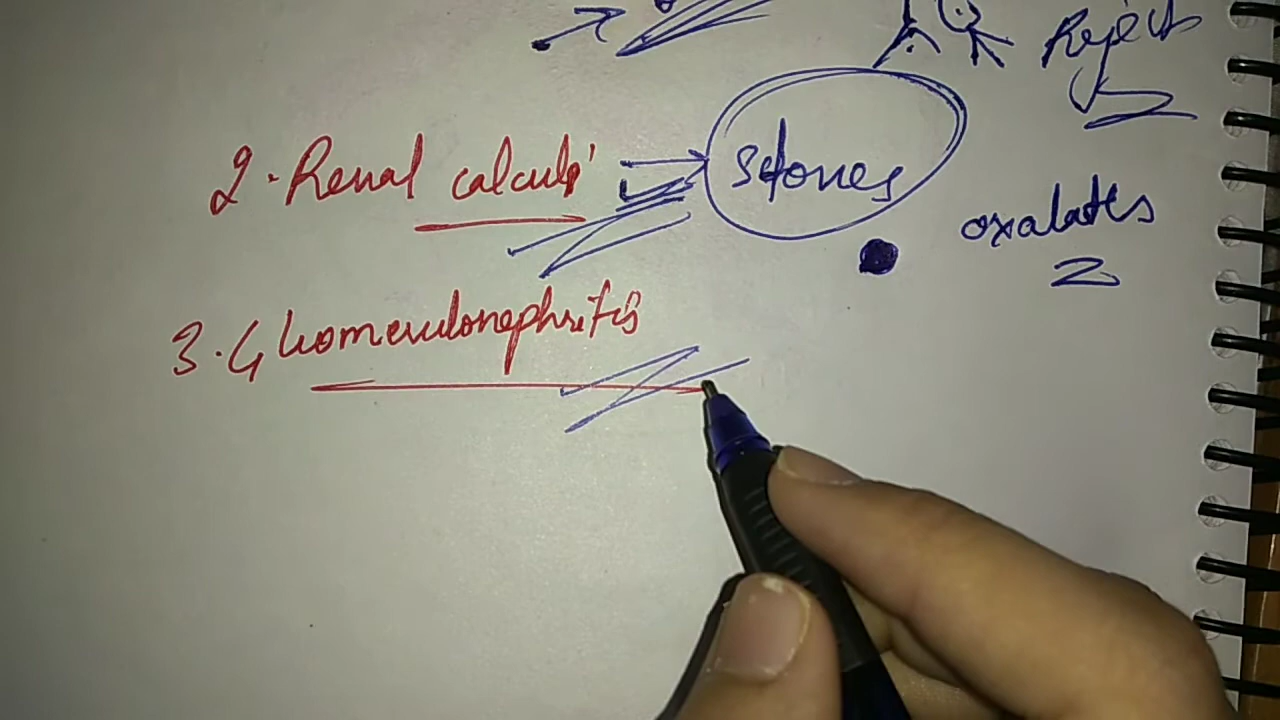 Reject
2. Renal calculi → stones
oxalates
3. Glomerulonephritis